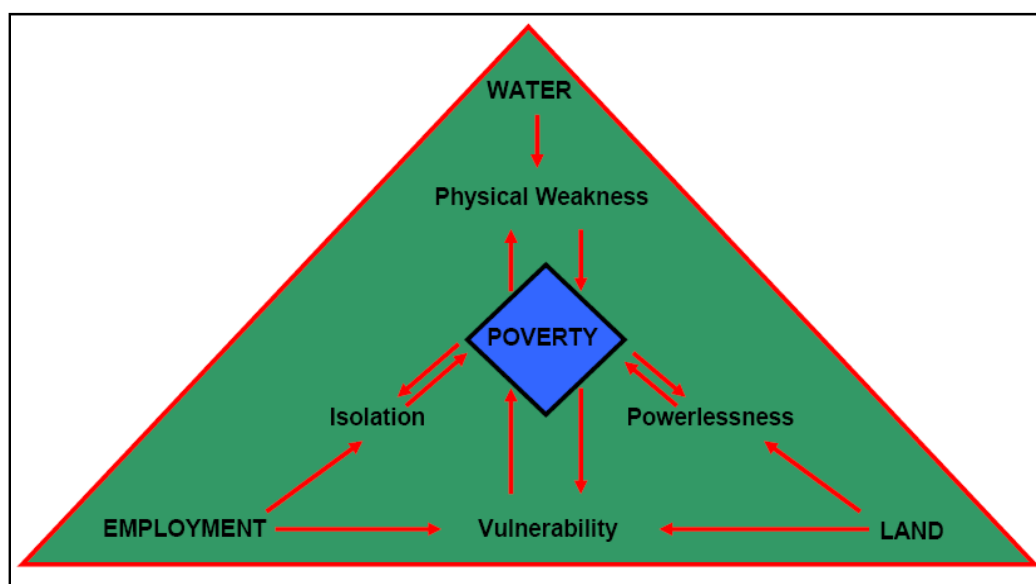 WATER
Physical Weakness
POVERTY
Isolation
Powerlessness
EMPLOYMENT
Vulnerability
LAND